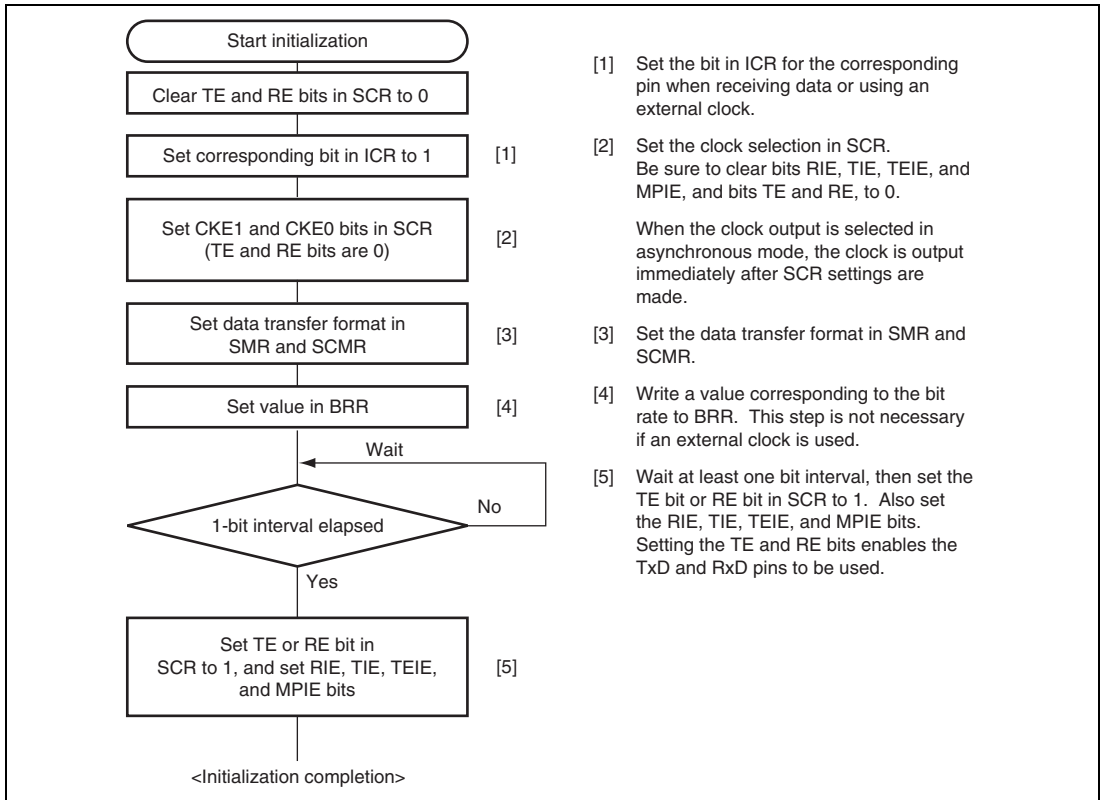 Start initialization
Clear TE and RE bits in SCR to 0
Set corresponding bit in ICR to 1
[1]
Set CKE1 and CKE0 bits in SCR
(TE and RE bits are 0)
[2]
Set data transfer format in
SMR and SCMR
[3]
Set value in BRR
[4]
Wait
1-bit interval elapsed
No
Yes
Set TE or RE bit in
SCR to 1, and set RIE, TIE, TEIE,
and MPIE bits
[5]
<Initialization completion>
[1] Set the bit in ICR for the corresponding
pin when receiving data or using an
external clock.
[2] Set the clock selection in SCR.
Be sure to clear bits RIE, TIE, TEIE, and
MPIE, and bits TE and RE, to 0.
When the clock output is selected in
asynchronous mode, the clock is output
immediately after SCR settings are
made.
[3] Set the data transfer format in SMR and
SCMR.
[4] Write a value corresponding to the bit
rate to BRR. This step is not necessary
if an external clock is used.
[5] Wait at least one bit interval, then set the
TE bit or RE bit in SCR to 1. Also set
the RIE, TIE, TEIE, and MPIE bits.
Setting the TE and RE bits enables the
TxD and RxD pins to be used.